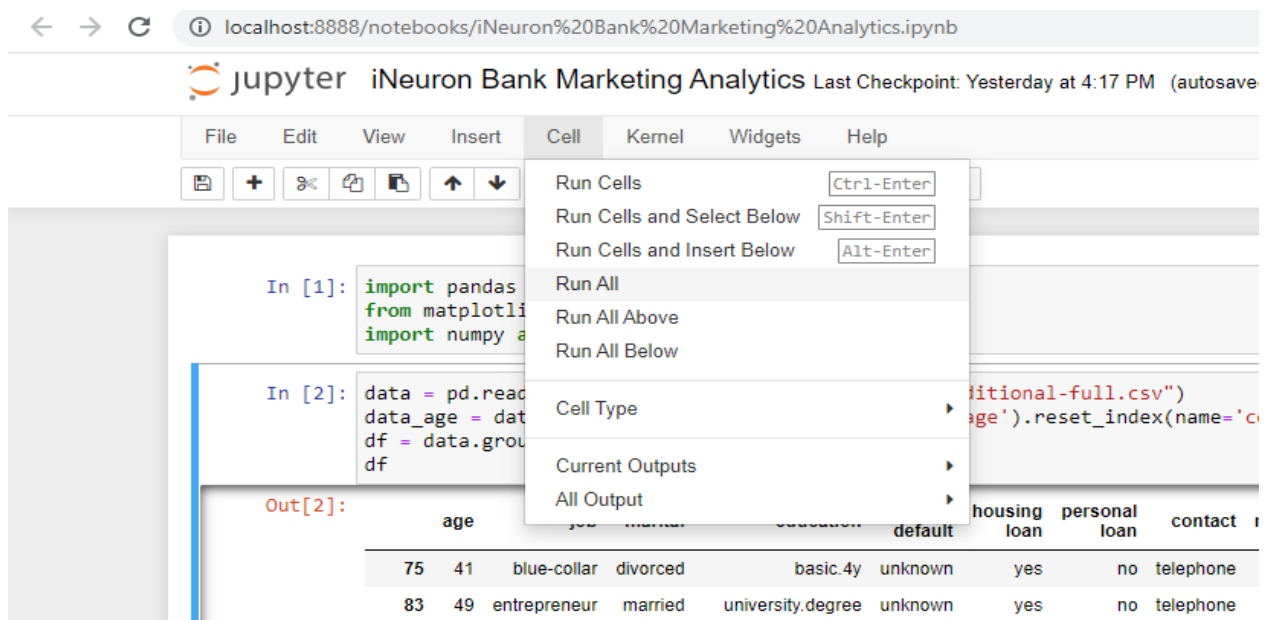 localhost:8888/notebooks/iNeuron%20Bank%20Marketing%20Analytics.ipynb
jupyter iNeuron Bank Marketing Analytics Last Checkpoint: Yesterday at 4:17 PM (autosave
File Edit View Insert Cell Kernel Widgets Help
Run Cells Ctrl-Enter
Run Cells and Select Below Shift-Enter
Run Cells and Insert Below Alt-Enter
Run All
Run All Above
Run All Below
Cell Type
Current Outputs
All Output
In [1]: import pandas
from matplotli
import numpy a
In [2]: data = pd.read ditional-full.csv")
data_age = dat age').reset_index(name='c
df = data.grou
df
Out[2]:
age job marital education default housing loan personal loan contact
75 41 blue-collar divorced basic.4y unknown yes no telephone
83 49 entrepreneur married university.degree unknown yes no telephone